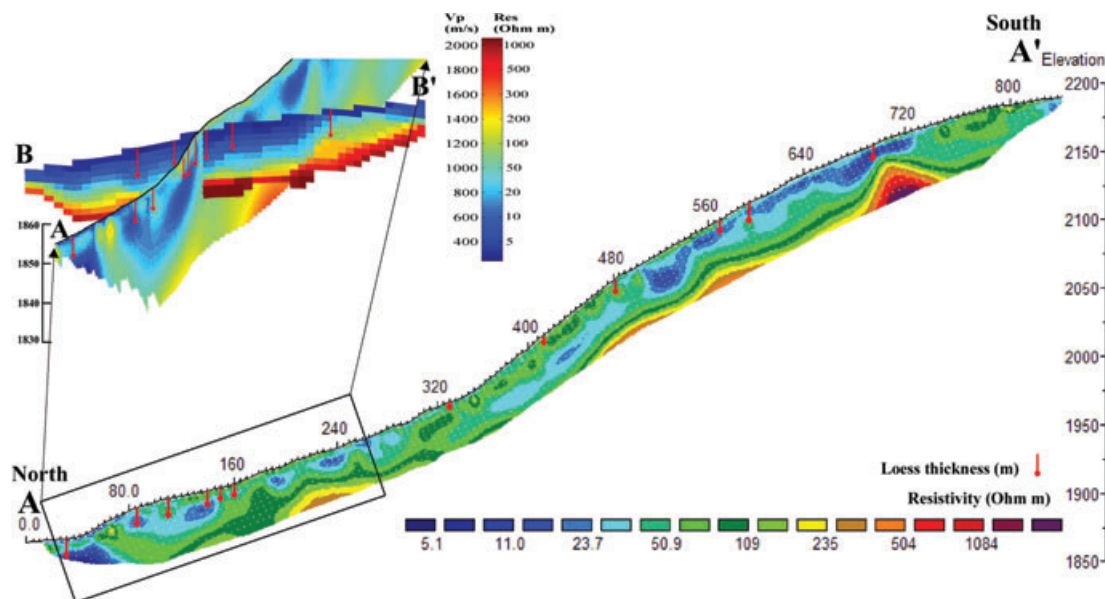 Vp Res
(m/s) (Ohm m)
2000 1000
1800 500
1600 300
1400 200
1200 100
1000 50
800 20
600 10
400 5
B
B'
A
1860
1850
1840
1830
South
A' Elevation
2200
2150
2100
2050
2000
1950
1900
1850
800
720
640
560
480
400
320
240
160
80.0
0.0
North
A
Loess thickness (m)
Resistivity (Ohm m)
5.1 11.0 23.7 50.9 109 235 504 1084